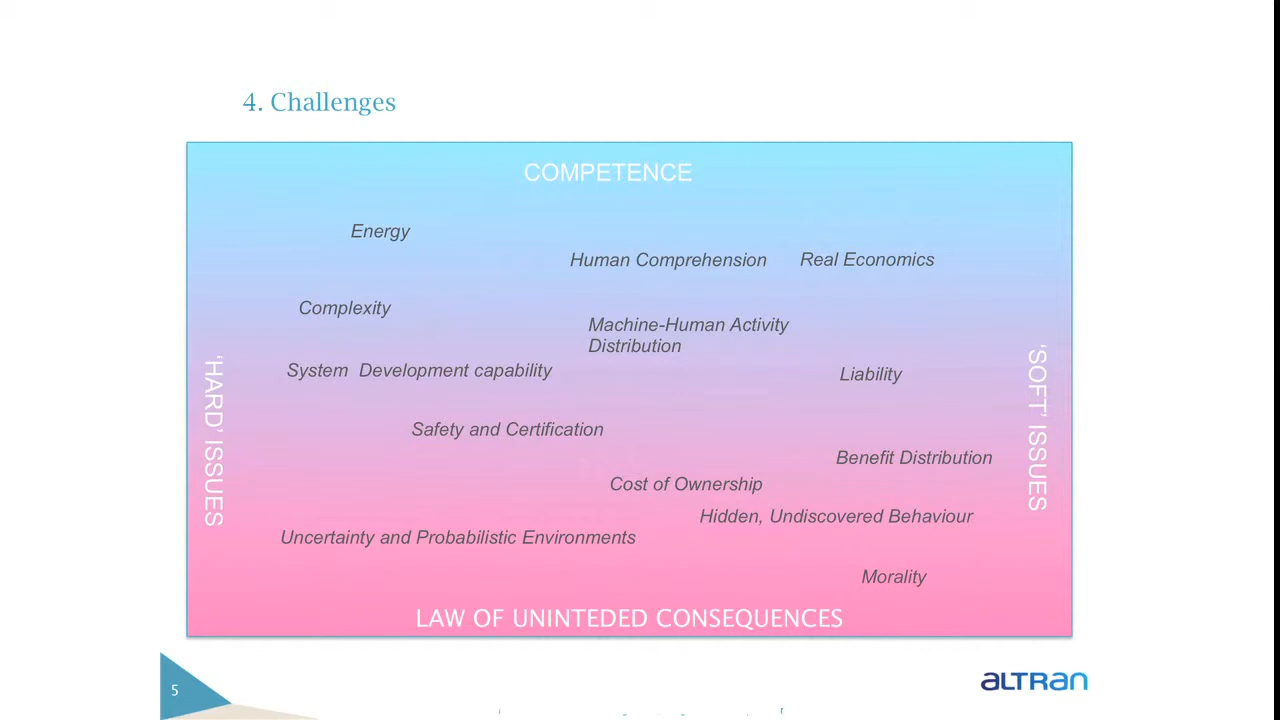 4. Challenges
COMPETENCE
Energy
Human Comprehension
Real Economics
Complexity
Machine-Human Activity
Distribution
System Development capability
Liability
'HARD' ISSUES
'SOFT' ISSUES
Safety and Certification
Benefit Distribution
Cost of Ownership
Hidden, Undiscovered Behaviour
Uncertainty and Probabilistic Environments
Morality
LAW OF UNINTEDED CONSEQUENCES
5
ALTRAN